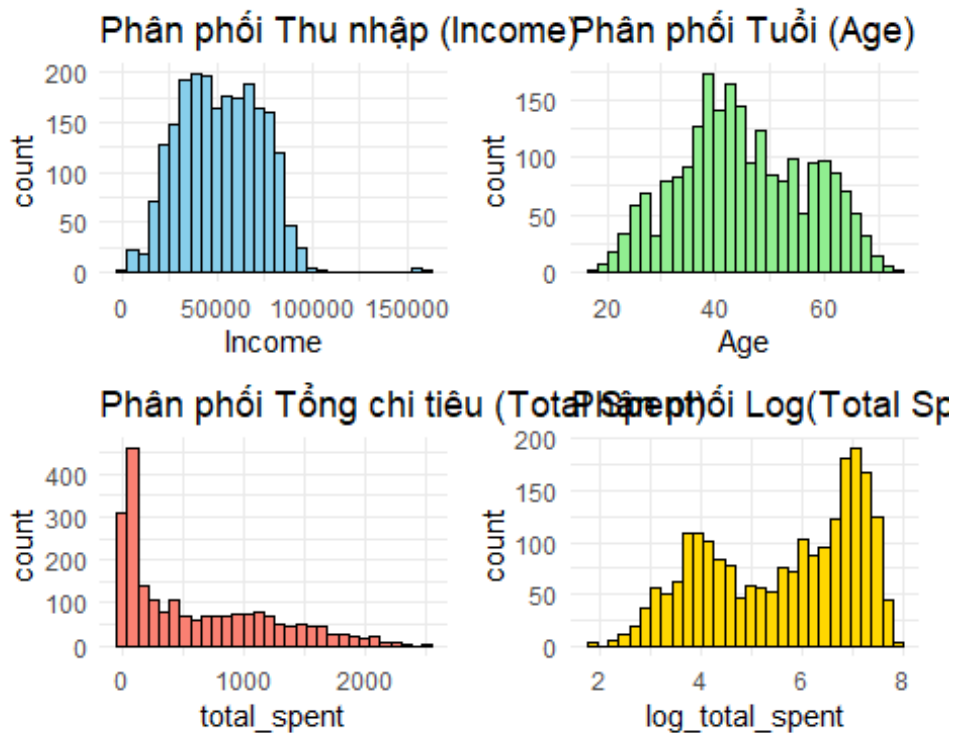 Phân phối Thu nhập (Income)
200
150
100
50
0
count
0 50000 100000 150000
Income
Phân phối Tuổi (Age)
150
100
50
0
count
20 40 60
Age
Phân phối Tổng chi tiêu (Total Spent)
400
300
200
100
0
count
0 1000 2000
total_spent
Phân phối Log(Total Sp
200
150
100
50
0
count
2 4 6 8
log_total_spent